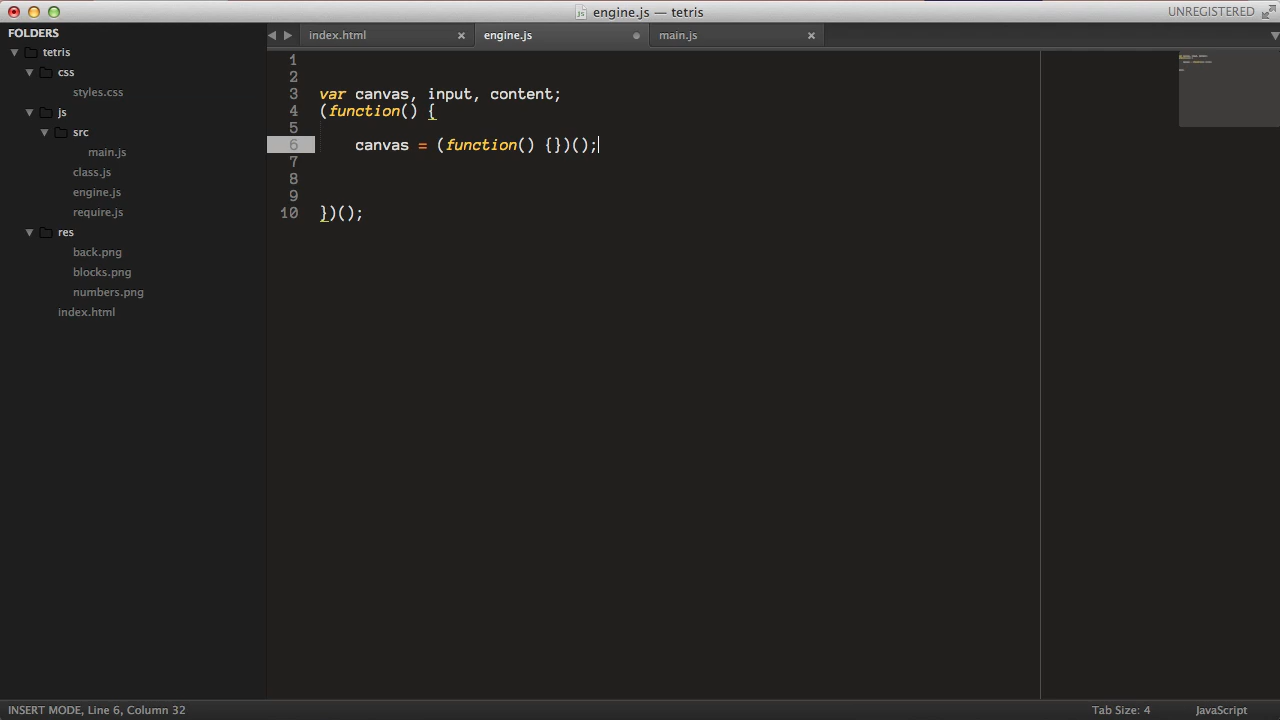 engine.js — tetris
UNREGISTERED
FOLDERS
tetris
css
styles.css
js
src
main.js
class.js
engine.js
require.js
res
back.png
blocks.png
numbers.png
index.html
index.html
engine.js
main.js
1
2
3 var canvas, input, content;
4 (function() {
5
6 canvas = (function() {})();
7
8
9
10 })();
INSERT MODE, Line 6, Column 32
Tab Size: 4
JavaScript